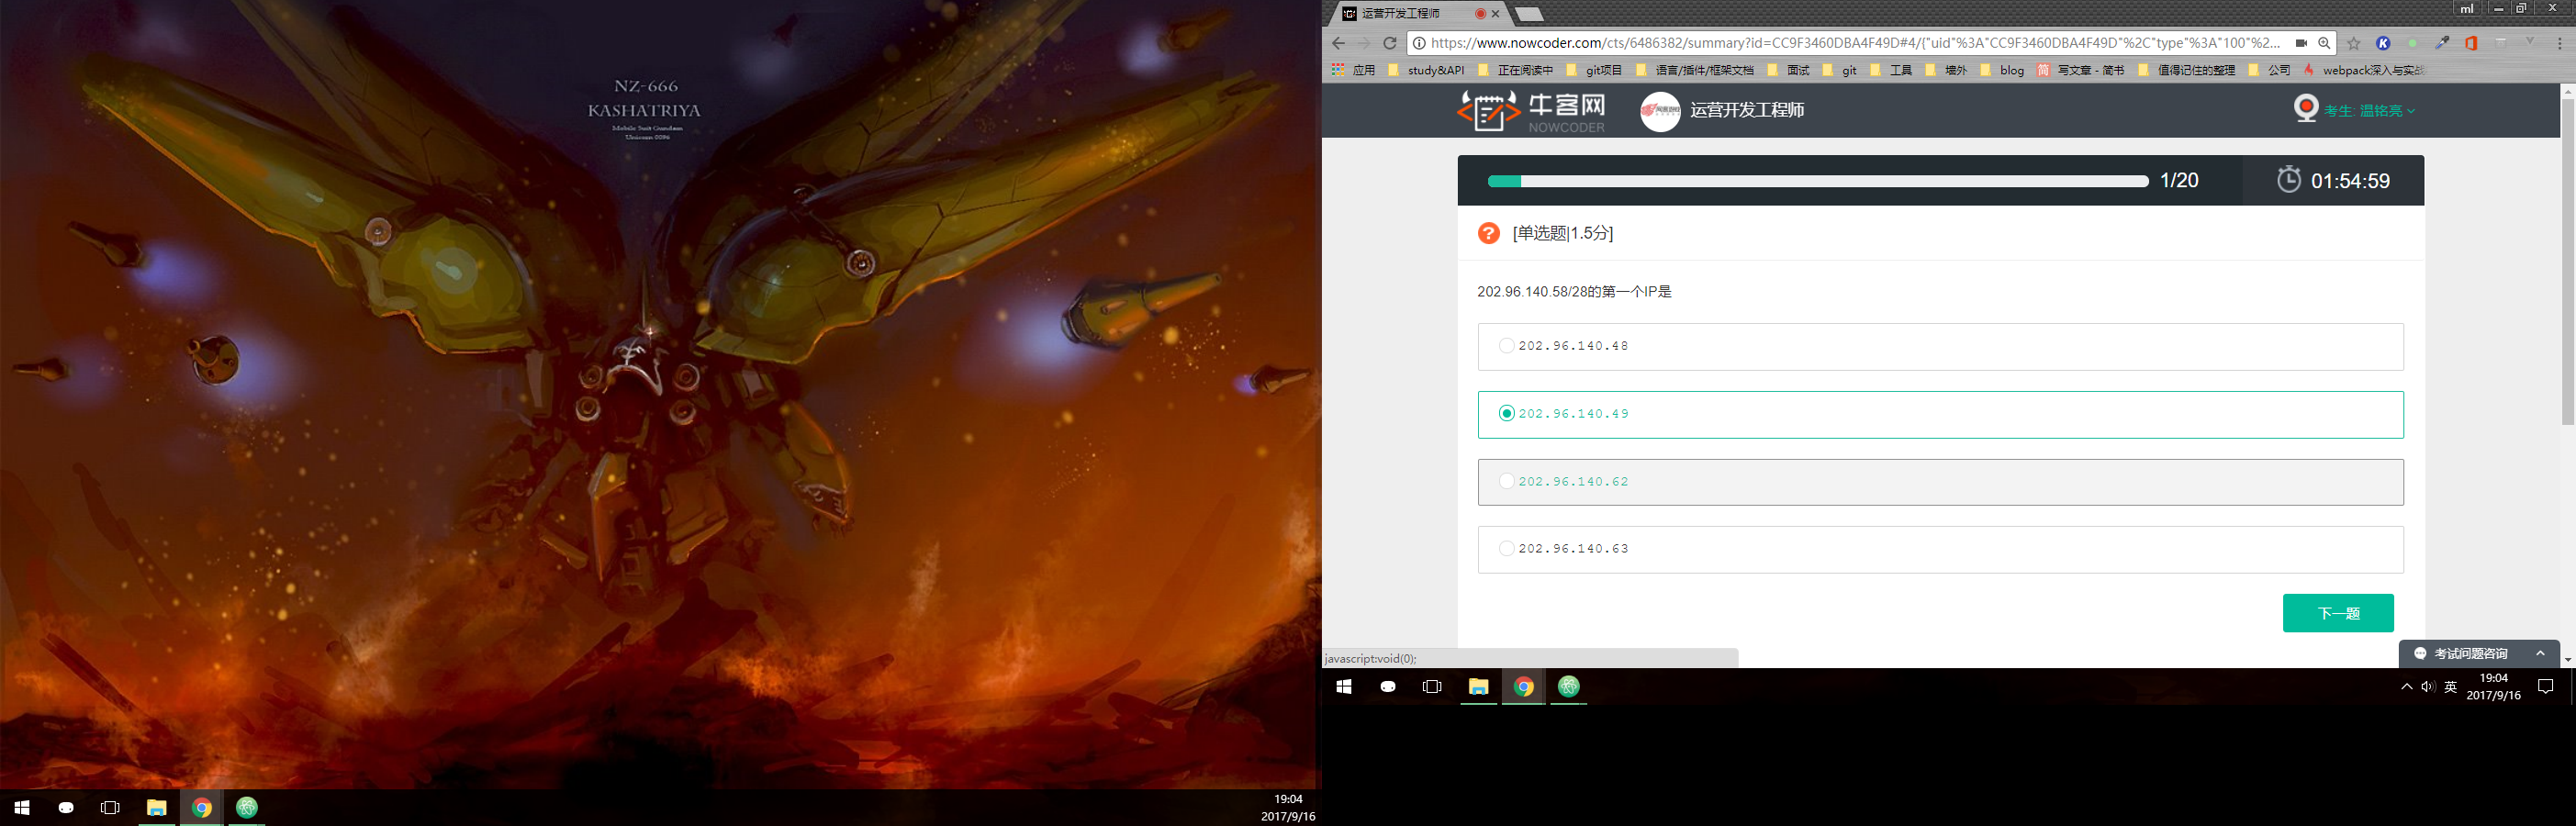 NZ-666
KASHATRIYA
Mobile Suit Gundam
Unicorn 0096
19:04
2017/9/16
运营开发工程师
ml
https://www.nowcoder.com/cts/6486382/summary?id=CC9F3460DBA4F49D#4/{"uid"%3A"CC9F3460DBA4F49D"%2C"type"%3A"100"%2...
应用 study&API 正在阅读中 git项目 语言/插件/框架文档 面试 git 工具 墙外 blog 简 写文章 - 简书 值得记住的整理 公司 webpack深入与实战
牛客网
NOWCODER
运营开发工程师
考生: 温铭亮
1/20
01:54:59
? [单选题|1.5分]
202.96.140.58/28的第一个IP是
202.96.140.48
202.96.140.49
202.96.140.62
202.96.140.63
下一题
考试问题咨询
javascript:void(0);
英
19:04
2017/9/16